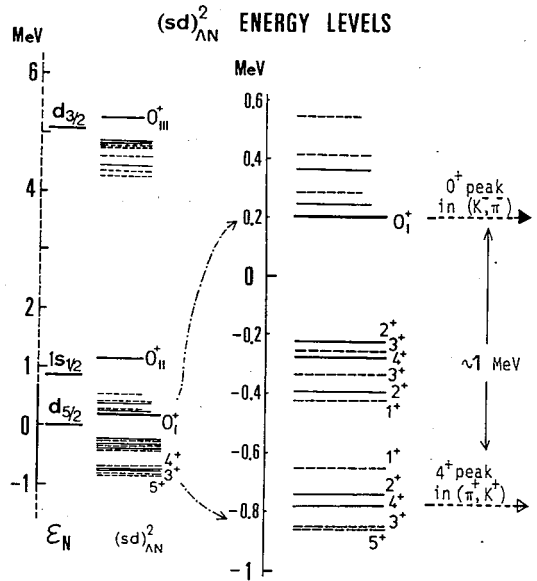 (sd)²ΛN ENERGY LEVELS
MeV
6
4
2
1
0
-1
d3/2
1s1/2
d5/2
0⁺III
0⁺II
0⁺I
4⁺
3⁺
5⁺
εN
(sd)²ΛN
MeV
0.6
0.4
0.2
0
-0.2
-0.4
-0.6
-0.8
-1
0⁺I
2⁺
3⁺
4⁺
3⁺
2⁺
1⁺
1⁺
2⁺
4⁺
3⁺
5⁺
0⁺ peak
in (K⁻,π⁻)
~1 MeV
4⁺ peak
in (π⁺,K⁺)